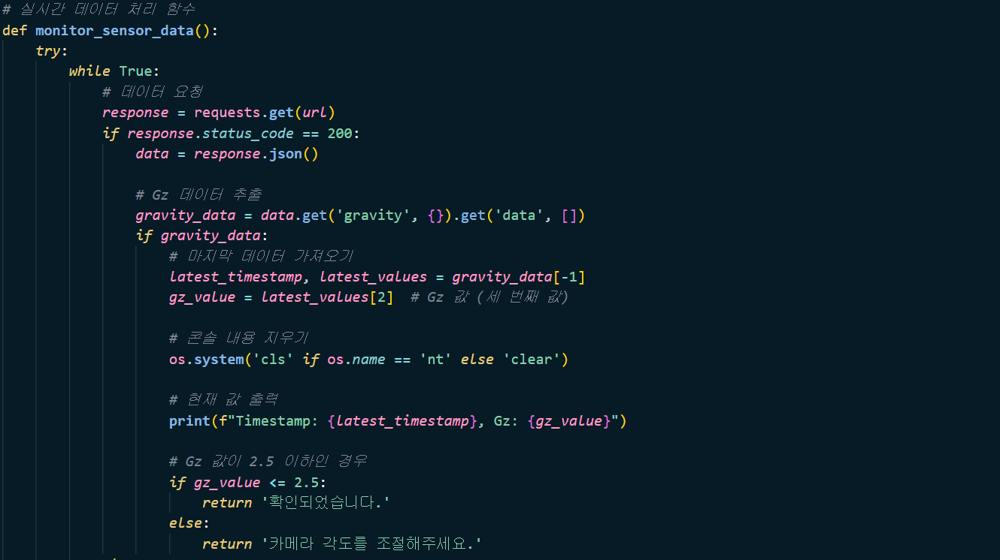 # 실시간 데이터 처리 함수
def monitor_sensor_data():
    try:
        while True:
            # 데이터 요청
            response = requests.get(url)
            if response.status_code == 200:
                data = response.json()

                # Gz 데이터 추출
                gravity_data = data.get('gravity', {}).get('data', [])
                if gravity_data:
                    # 마지막 데이터 가져오기
                    latest_timestamp, latest_values = gravity_data[-1]
                    gz_value = latest_values[2]  # Gz 값 (세 번째 값)

                    # 콘솔 내용 지우기
                    os.system('cls' if os.name == 'nt' else 'clear')

                    # 현재 값 출력
                    print(f"Timestamp: {latest_timestamp}, Gz: {gz_value}")

                    # Gz 값이 2.5 이하인 경우
                    if gz_value <= 2.5:
                        return '확인되었습니다.'
                    else:
                        return '카메라 각도를 조절해주세요.'